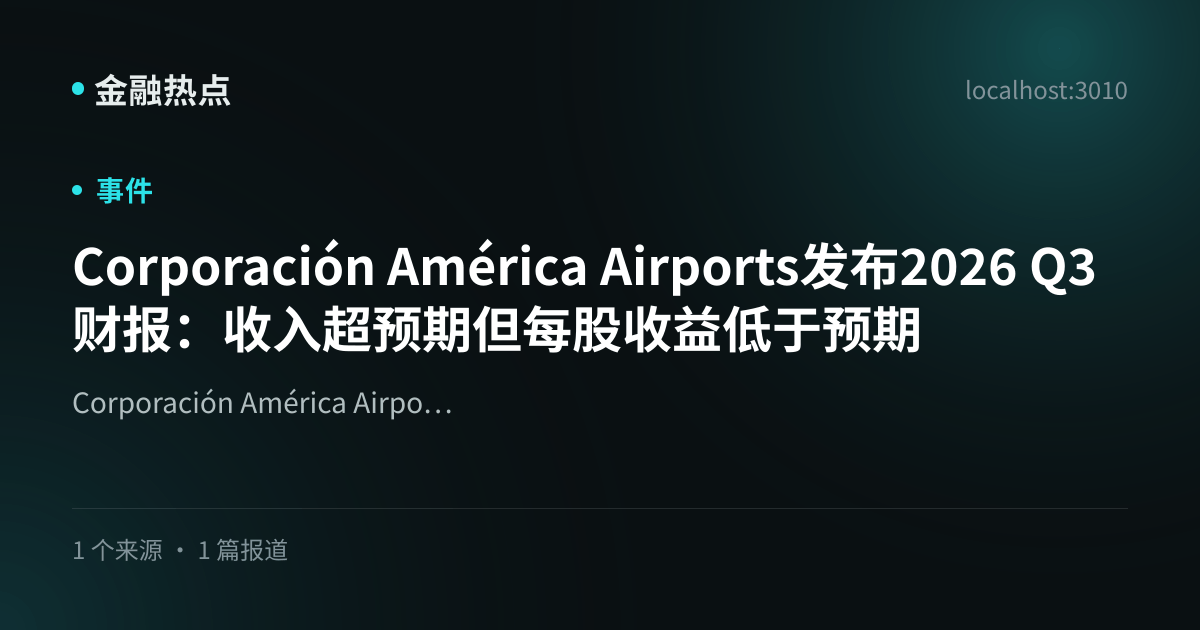 金融热点
localhost:3010
事件
Corporación América Airports发布2026 Q3
财报：收入超预期但每股收益低于预期
Corporación América Airpo…
1 个来源 · 1 篇报道